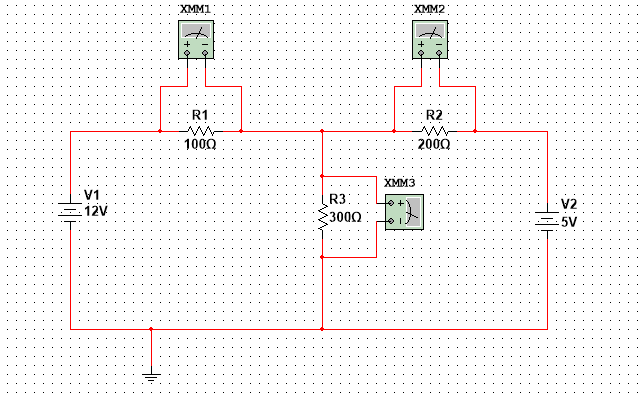 XMM1
XMM2
R1
100Ω
R2
200Ω
XMM3
R3
300Ω
V1
12V
V2
5V